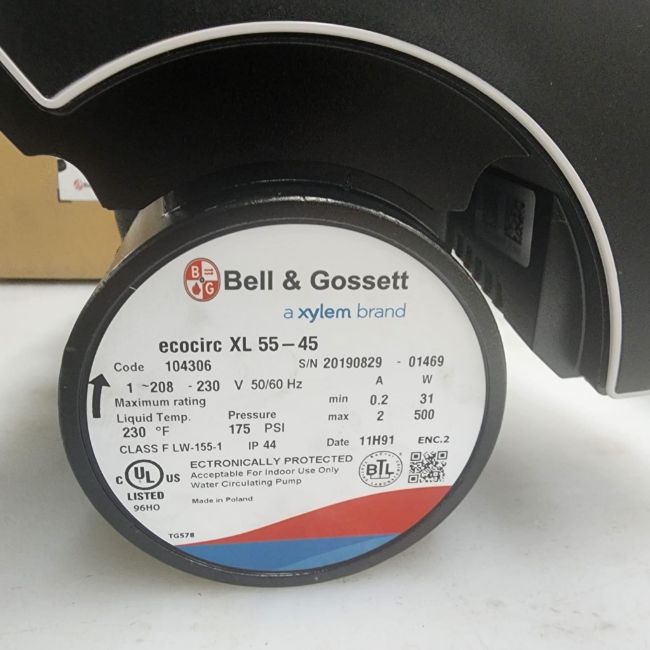 B G
Bell & Gossett
a xylem brand
ecocirc XL 55-45
Code 104306 S/N 20190829 - 01469
1 ~208 - 230 V 50/60 Hz A W
Maximum rating min 0.2 31
Liquid Temp. Pressure max 2 500
230 °F 175 PSI
CLASS F LW-155-1 IP 44 Date 11H91 ENC.2
C UL US
LISTED
96HO
ECTRONICALLY PROTECTED
Acceptable For Indoor Use Only
Water Circulating Pump
BTL
Made in Poland
TG578